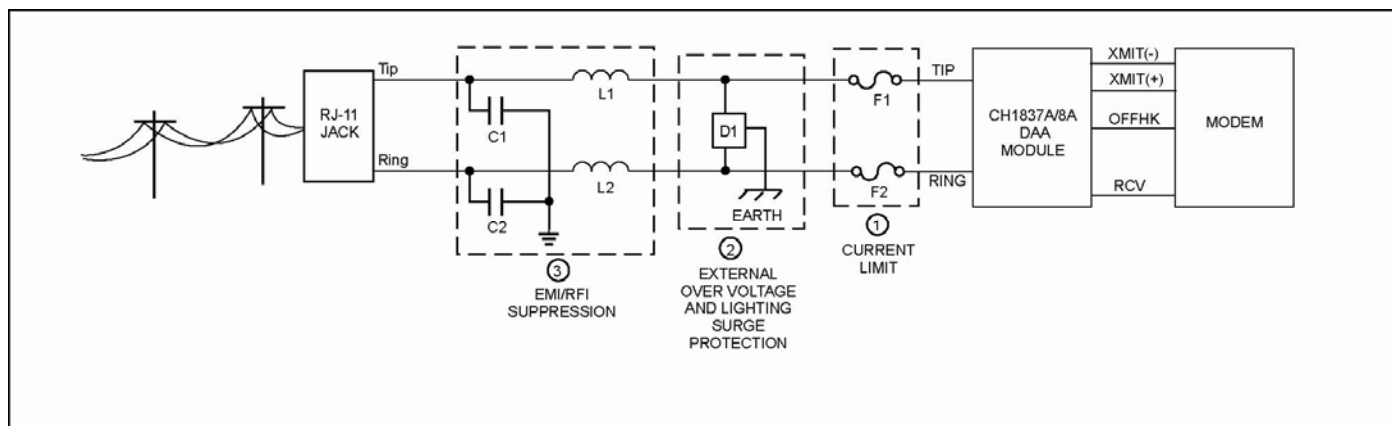 RJ-11
JACK
Tip
Ring
C1
C2
L1
L2
3
EMI/RFI
SUPPRESSION
D1
EARTH
2
EXTERNAL
OVER VOLTAGE
AND LIGHTING
SURGE
PROTECTION
F1
F2
1
CURRENT
LIMIT
TIP
RING
CH1837A/8A
DAA
MODULE
XMIT(-)
XMIT(+)
OFFHK
RCV
MODEM